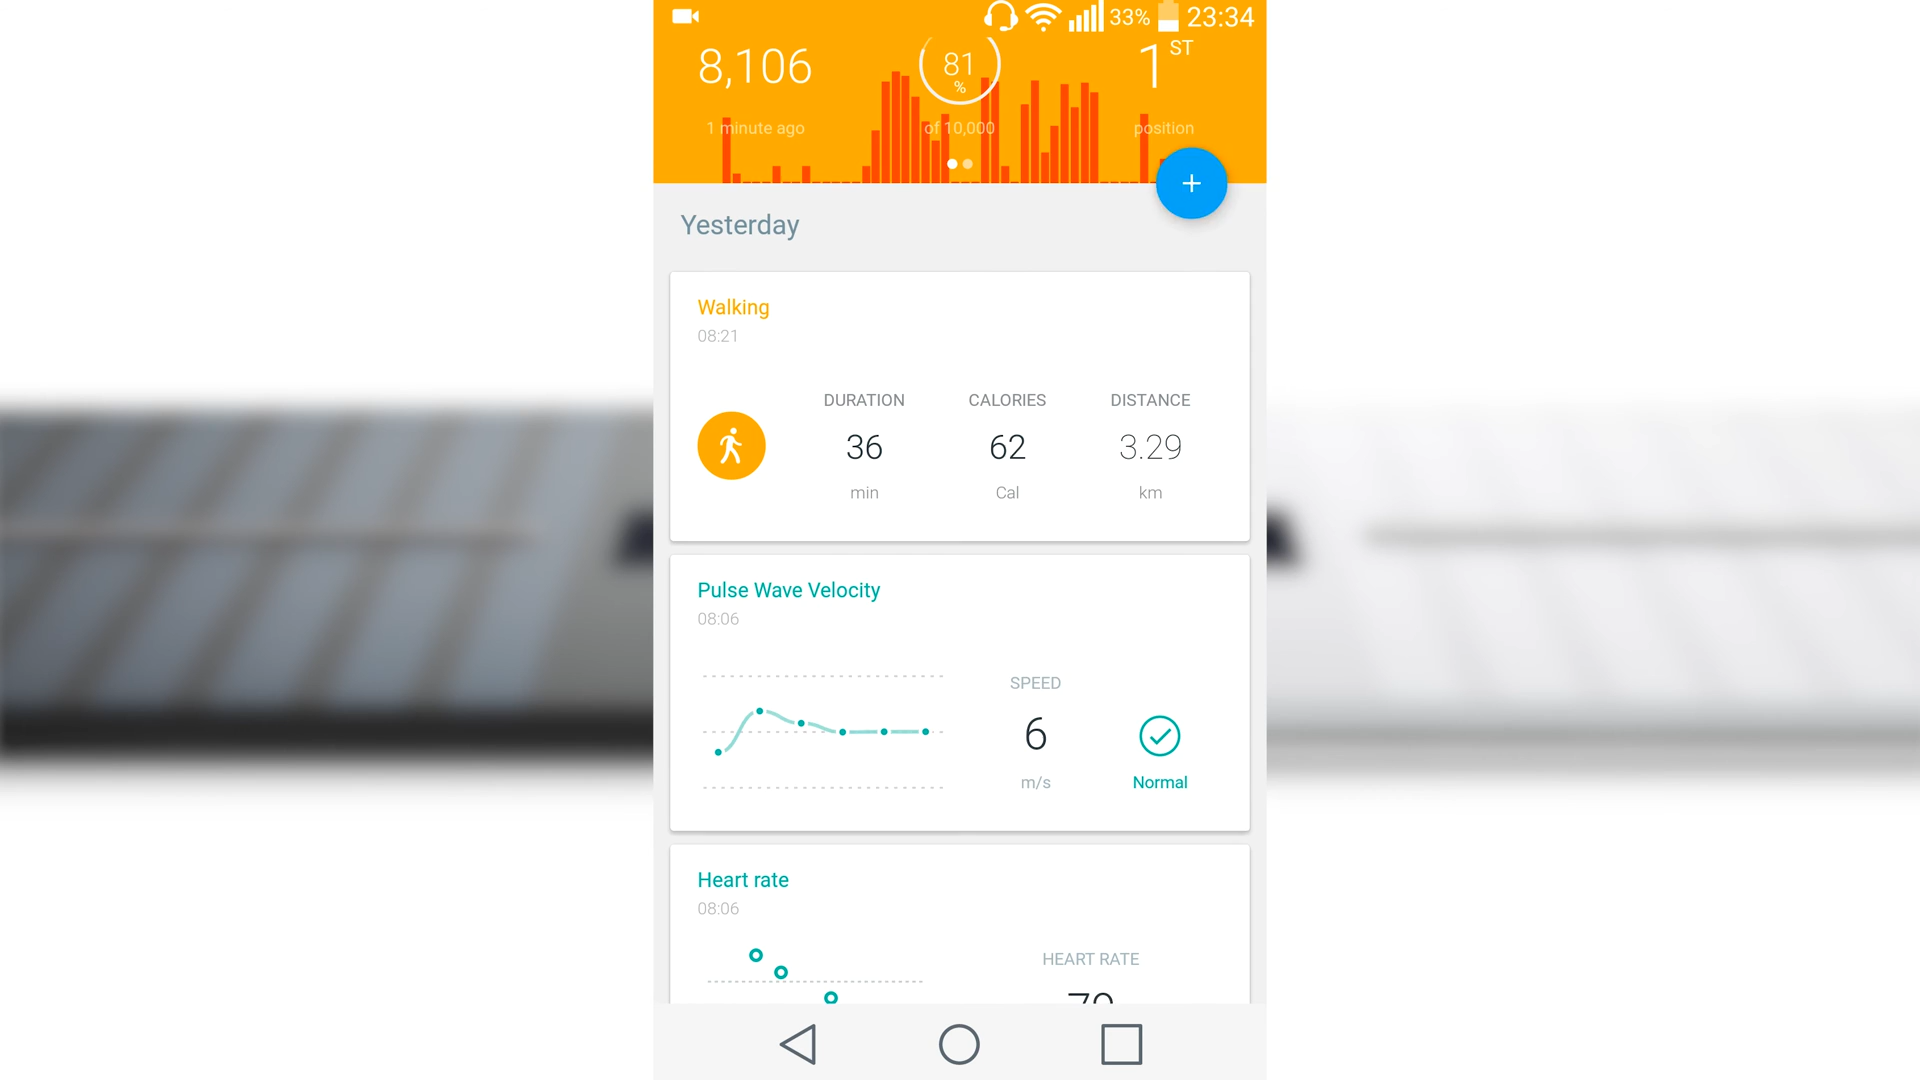 33% 23:34
8,106 81 % 1 ST
1 minute ago of 10,000 position
+
Yesterday
Walking
08:21
DURATION CALORIES DISTANCE
36 62 3.29
min Cal km
Pulse Wave Velocity
08:06
SPEED
6
m/s Normal
Heart rate
08:06
HEART RATE